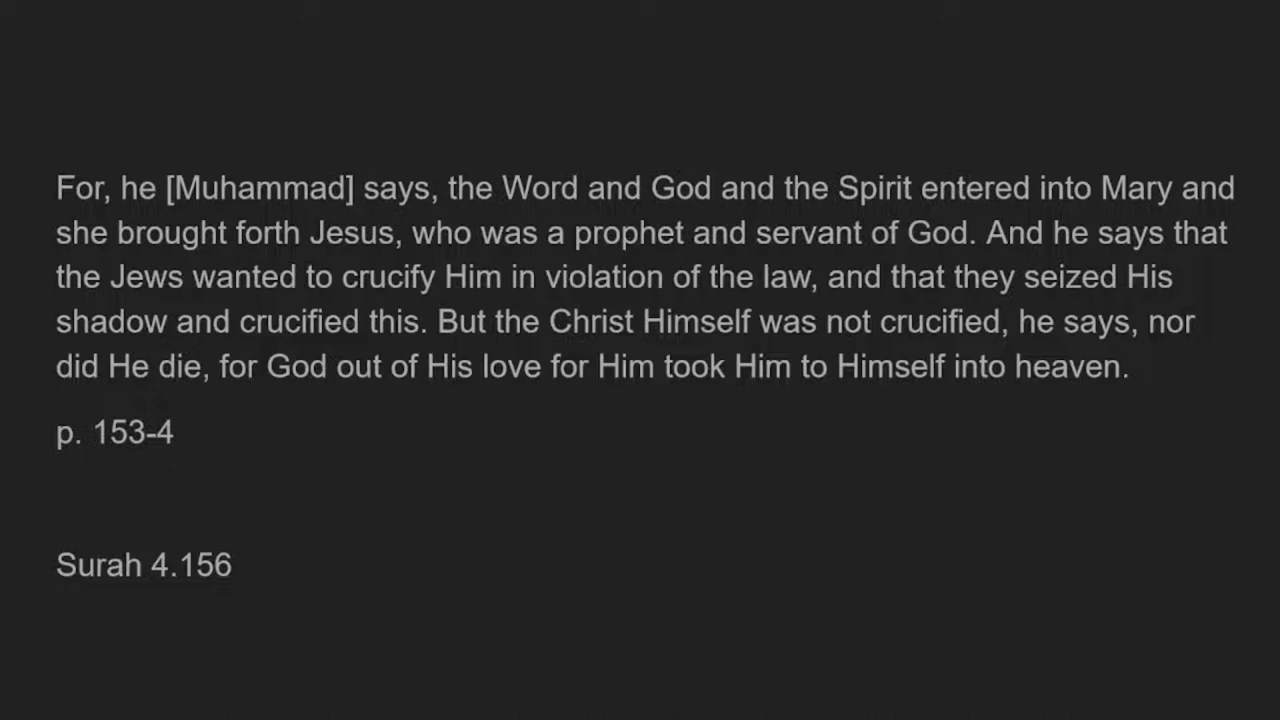 For, he [Muhammad] says, the Word and God and the Spirit entered into Mary and
she brought forth Jesus, who was a prophet and servant of God. And he says that
the Jews wanted to crucify Him in violation of the law, and that they seized His
shadow and crucified this. But the Christ Himself was not crucified, he says, nor
did He die, for God out of His love for Him took Him to Himself into heaven.
p. 153-4
Surah 4.156